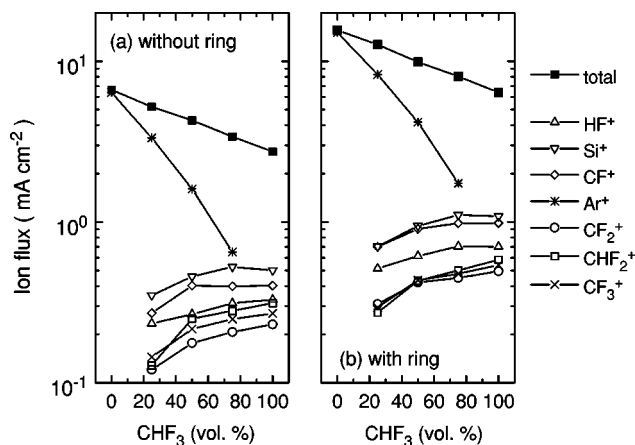 (a) without ring
(b) with ring
10¹
10⁰
10⁻¹
Ion flux ( mA cm⁻²)
0 20 40 60 80 100
0 20 40 60 80 100
CHF₃ (vol. %)
CHF₃ (vol. %)
total
HF⁺
Si⁺
CF⁺
Ar⁺
CF₂⁺
CHF₂⁺
CF₃⁺